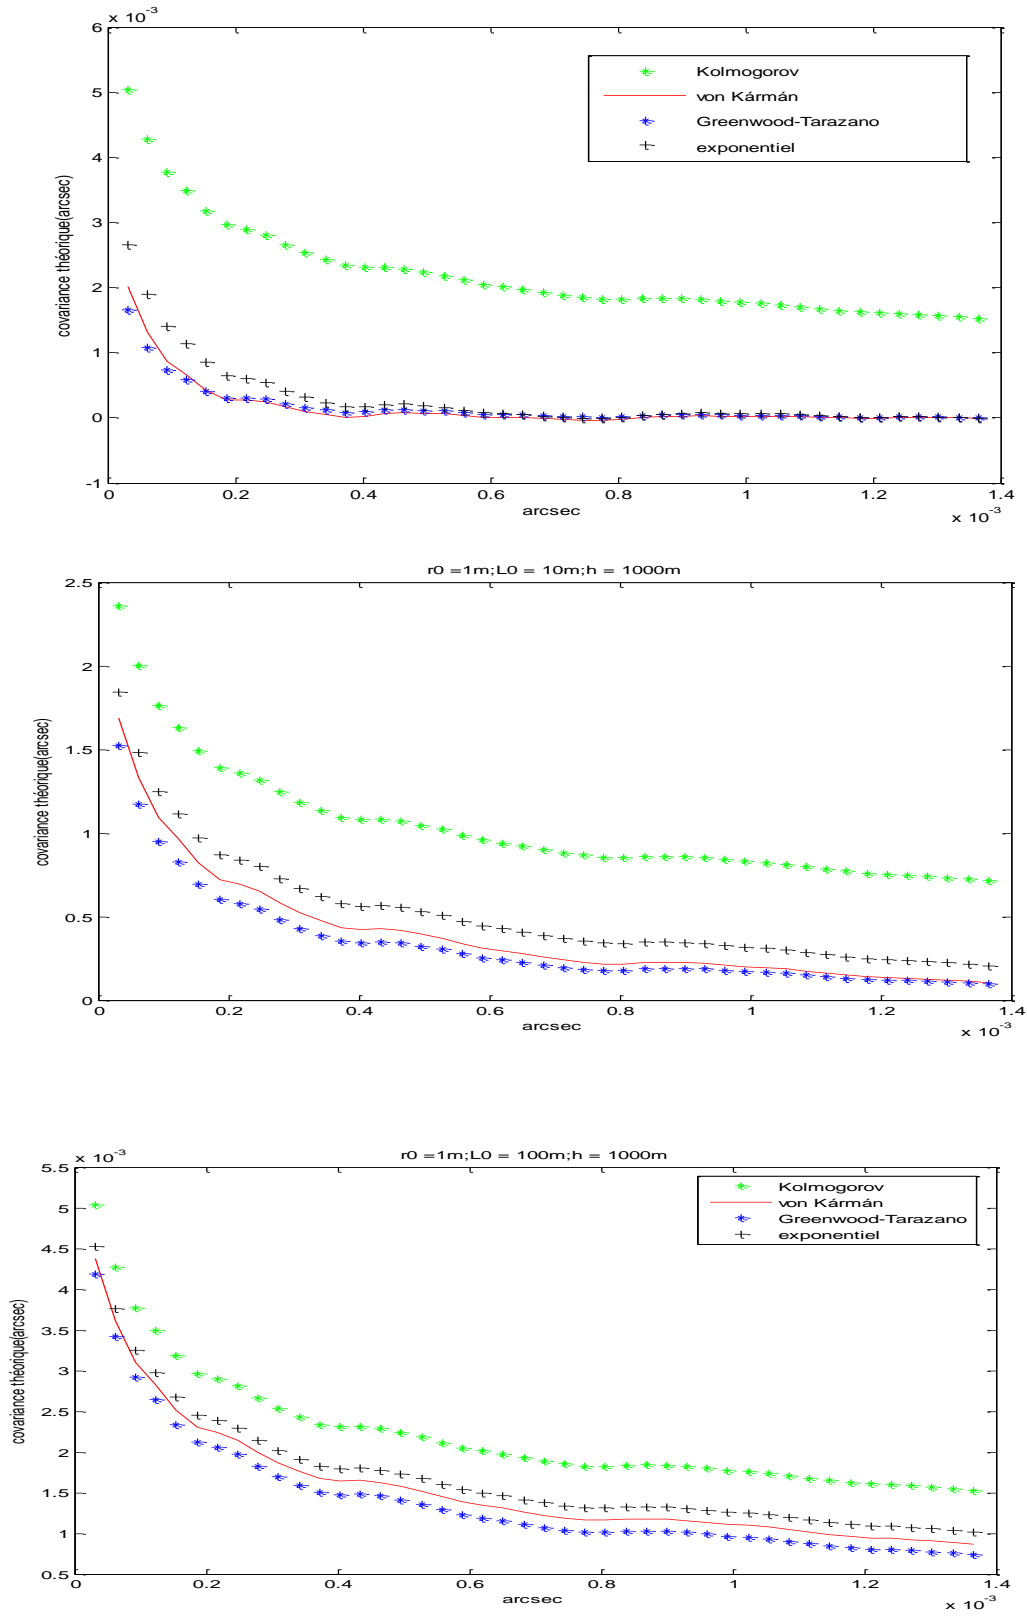 x 10⁻³
6
5
4
3
2
1
0
-1
covariance théorique(arcsec)
Kolmogorov
von Kármán
Greenwood-Tarazano
exponentiel
0 0.2 0.4 0.6 0.8 1 1.2 1.4
arcsec
x 10⁻³
r0 =1m;L0 = 10m;h = 1000m
2.5
2
1.5
1
0.5
0
covariance théorique(arcsec)
0 0.2 0.4 0.6 0.8 1 1.2 1.4
arcsec
x 10⁻³
x 10⁻³
r0 =1m;L0 = 100m;h = 1000m
5.5
5
4.5
4
3.5
3
2.5
2
1.5
1
0.5
covariance théorique(arcsec)
Kolmogorov
von Kármán
Greenwood-Tarazano
exponentiel
0 0.2 0.4 0.6 0.8 1 1.2 1.4
arcsec
x 10⁻³